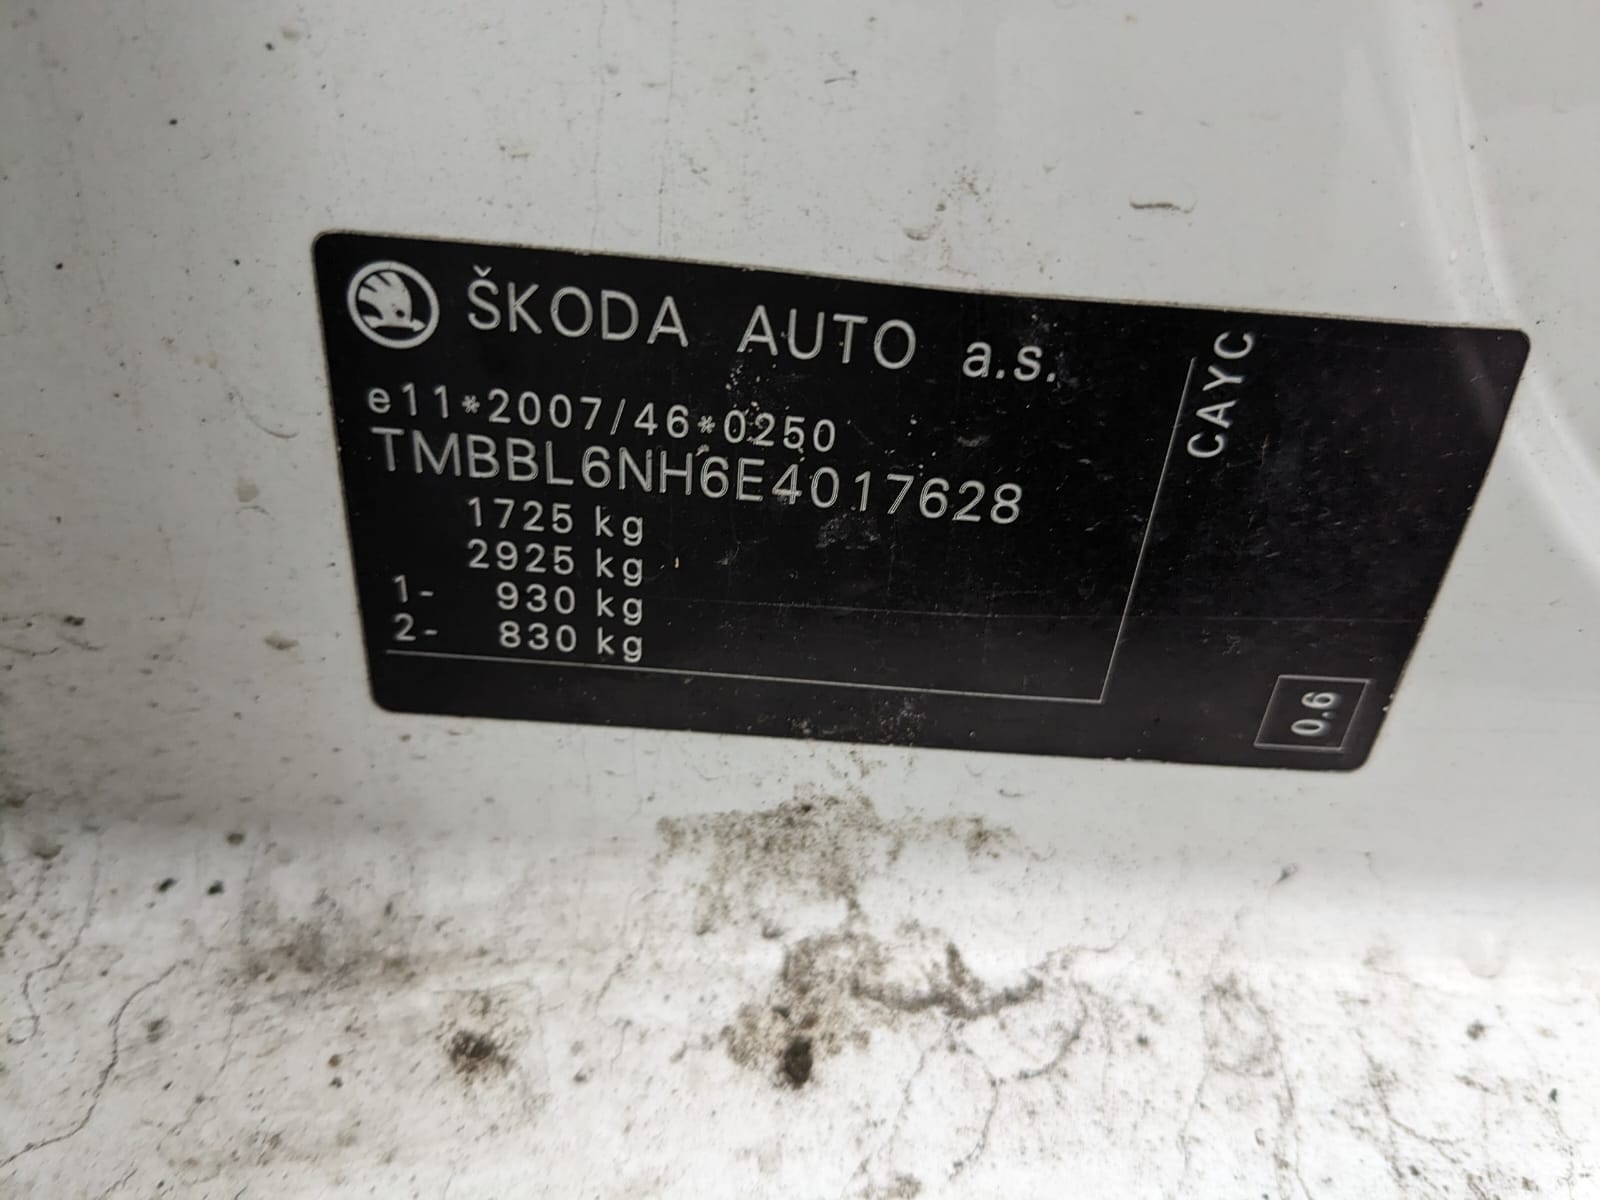 ŠKODA AUTO a.s.
e11*2007/46*0250
TMBBL6NH6E4017628
1725 kg
2925 kg
1- 930 kg
2- 830 kg
CAYC
0.6